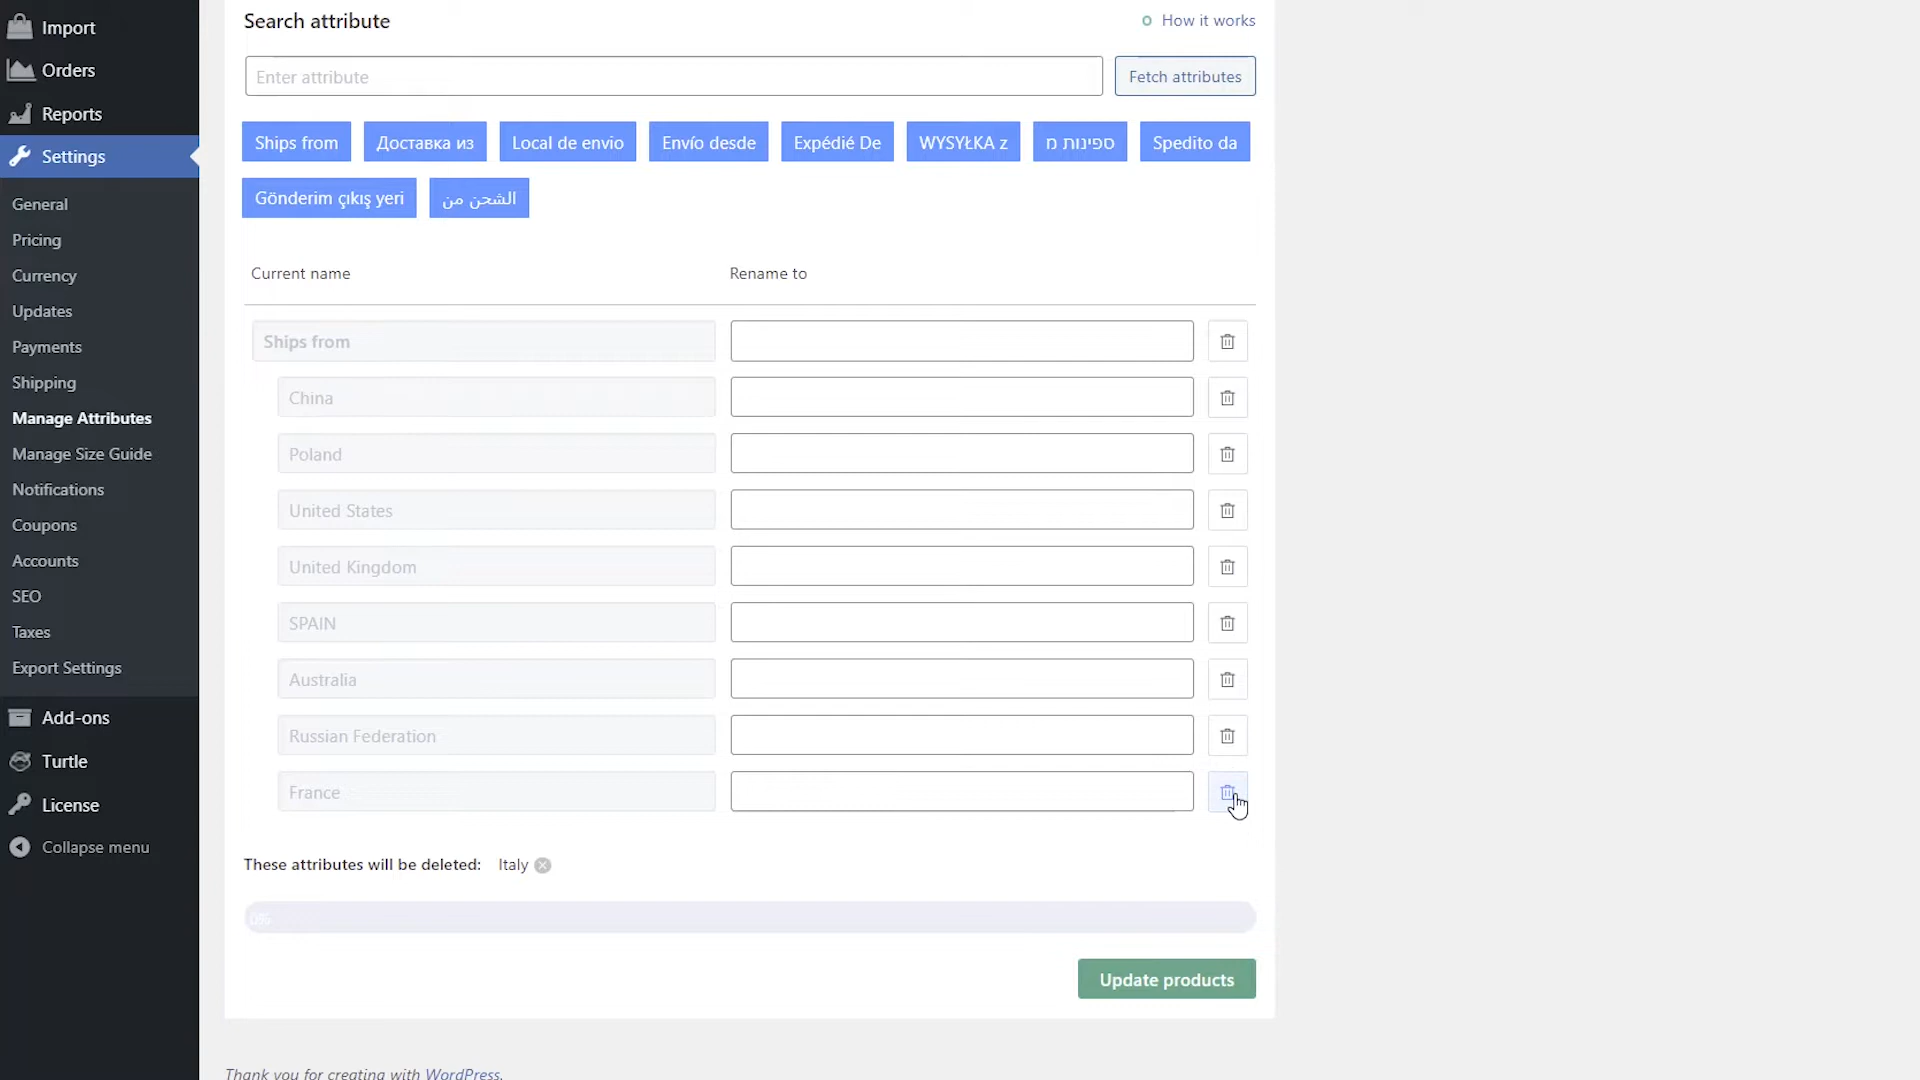 Import
Orders
Reports
Settings
General
Pricing
Currency
Updates
Payments
Shipping
Manage Attributes
Manage Size Guide
Notifications
Coupons
Accounts
SEO
Taxes
Export Settings
Add-ons
Turtle
License
Collapse menu
Search attribute
How it works
Enter attribute
Fetch attributes
Ships from
Доставка из
Local de envio
Envío desde
Expédié De
WYSYŁKA z
ספינות מ
Spedito da
Gönderim çıkış yeri
الشحن من
Current name
Rename to
Ships from
China
Poland
United States
United Kingdom
SPAIN
Australia
Russian Federation
France
These attributes will be deleted: Italy
0%
Update products
Thank you for creating with WordPress.